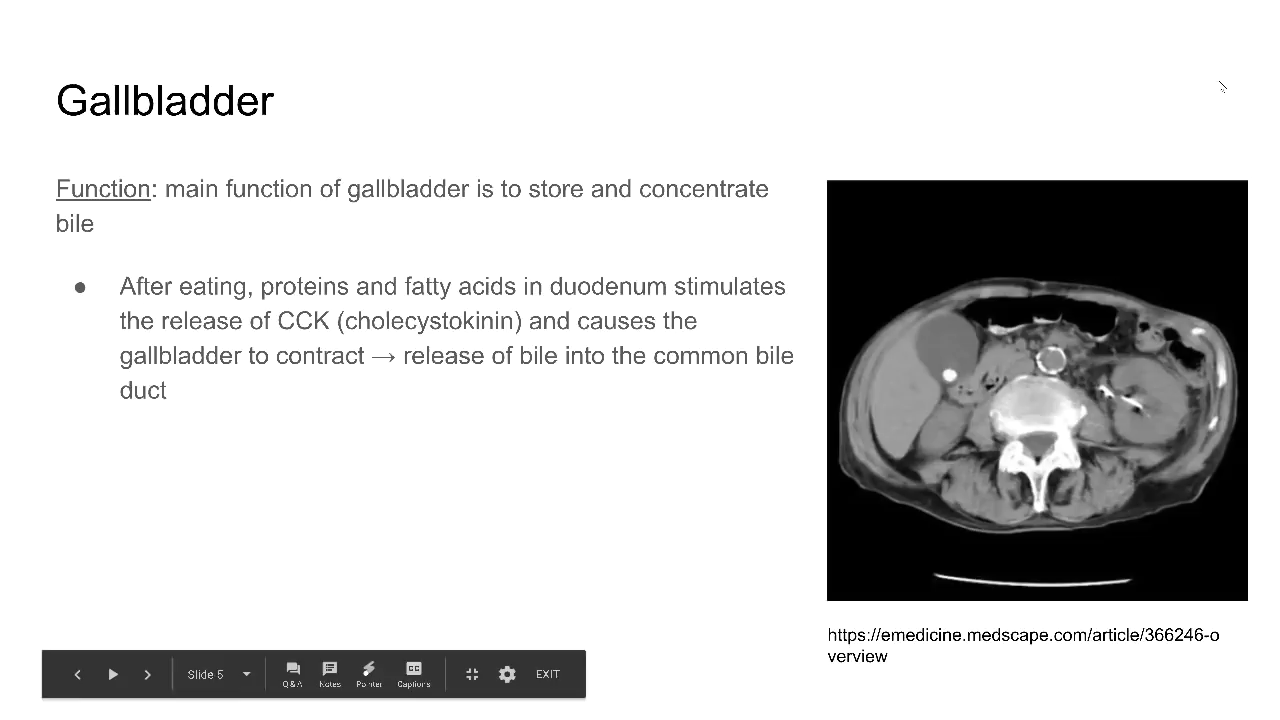 Gallbladder
Function: main function of gallbladder is to store and concentrate
bile
● After eating, proteins and fatty acids in duodenum stimulates
the release of CCK (cholecystokinin) and causes the
gallbladder to contract → release of bile into the common bile
duct
https://emedicine.medscape.com/article/366246-o
verview
Slide 5
Q & A
Notes
Pointer
CC
Captions
EXIT